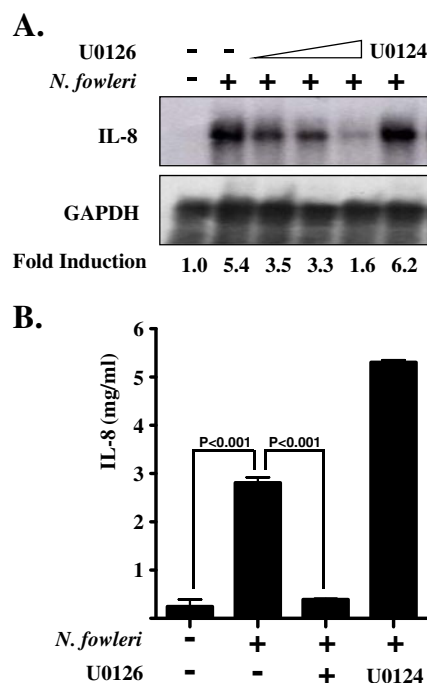 A.
U0126 - - U0124
N. fowleri - + + + + +
IL-8
GAPDH
Fold Induction 1.0 5.4 3.5 3.3 1.6 6.2
B.
6
5
4
3
2
1
IL-8 (mg/ml)
P<0.001 P<0.001
N. fowleri - + + +
U0126 - - + U0124